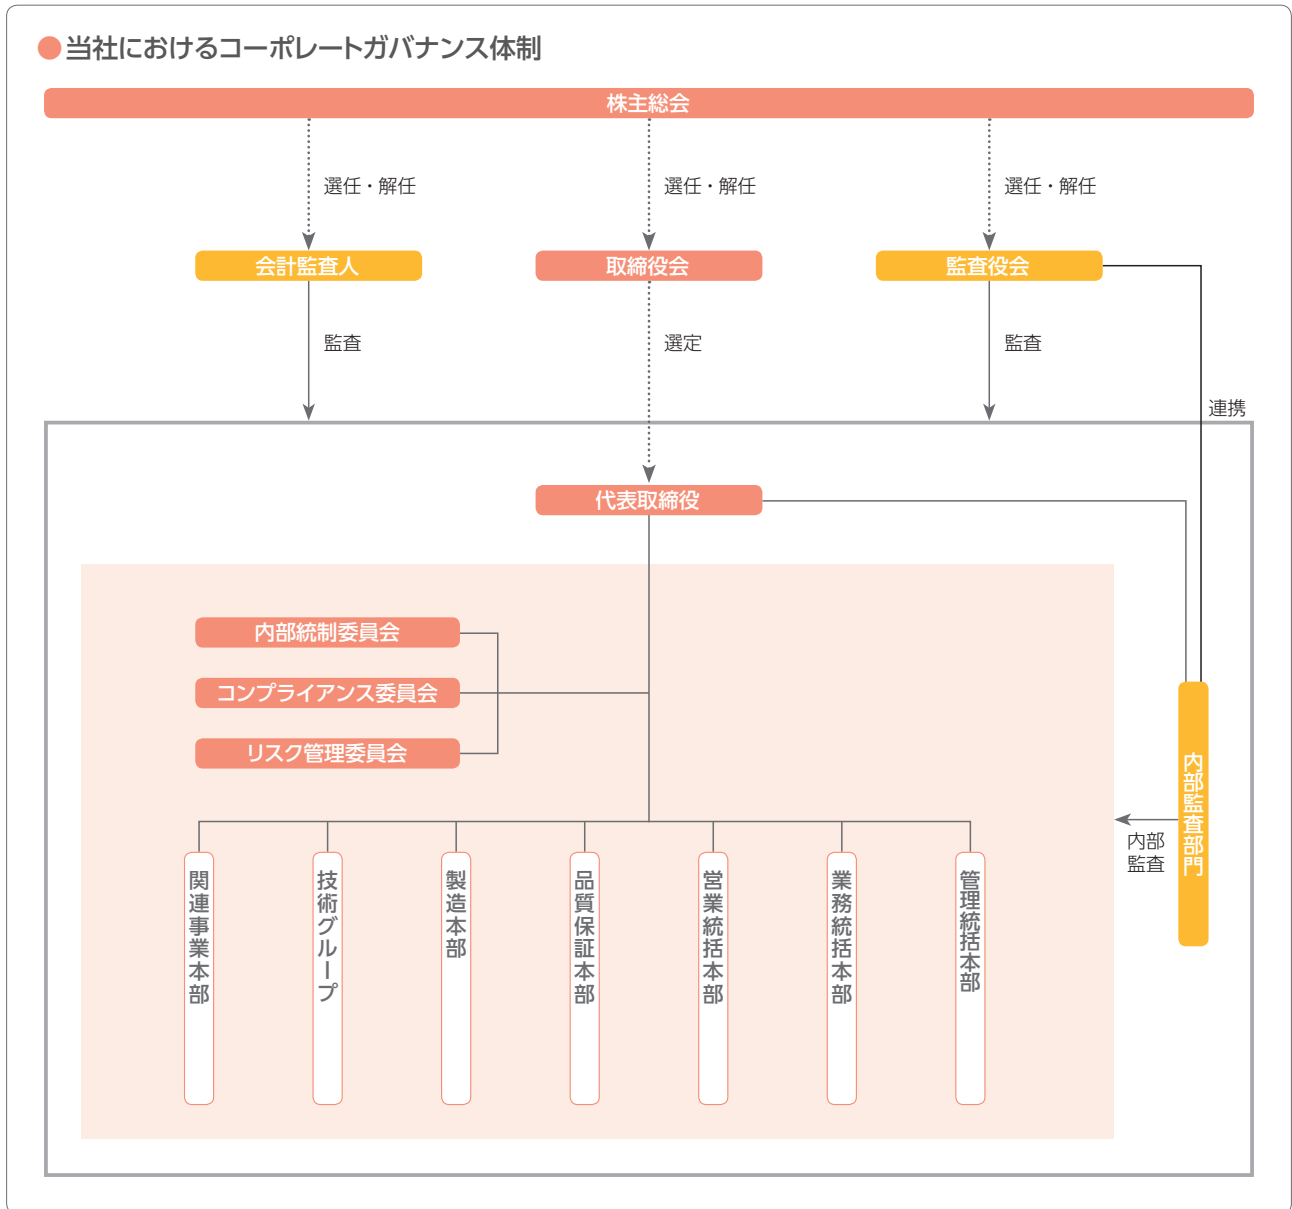 当社におけるコーポレートガバナンス体制
株主総会
選任・解任
選任・解任
選任・解任
会計監査人
取締役会
監査役会
監査
選定
監査
連携
代表取締役
内部統制委員会
コンプライアンス委員会
リスク管理委員会
内部監査部門
内部
監査
関連事業本部
技術グループ
製造本部
品質保証本部
営業統括本部
業務統括本部
管理統括本部